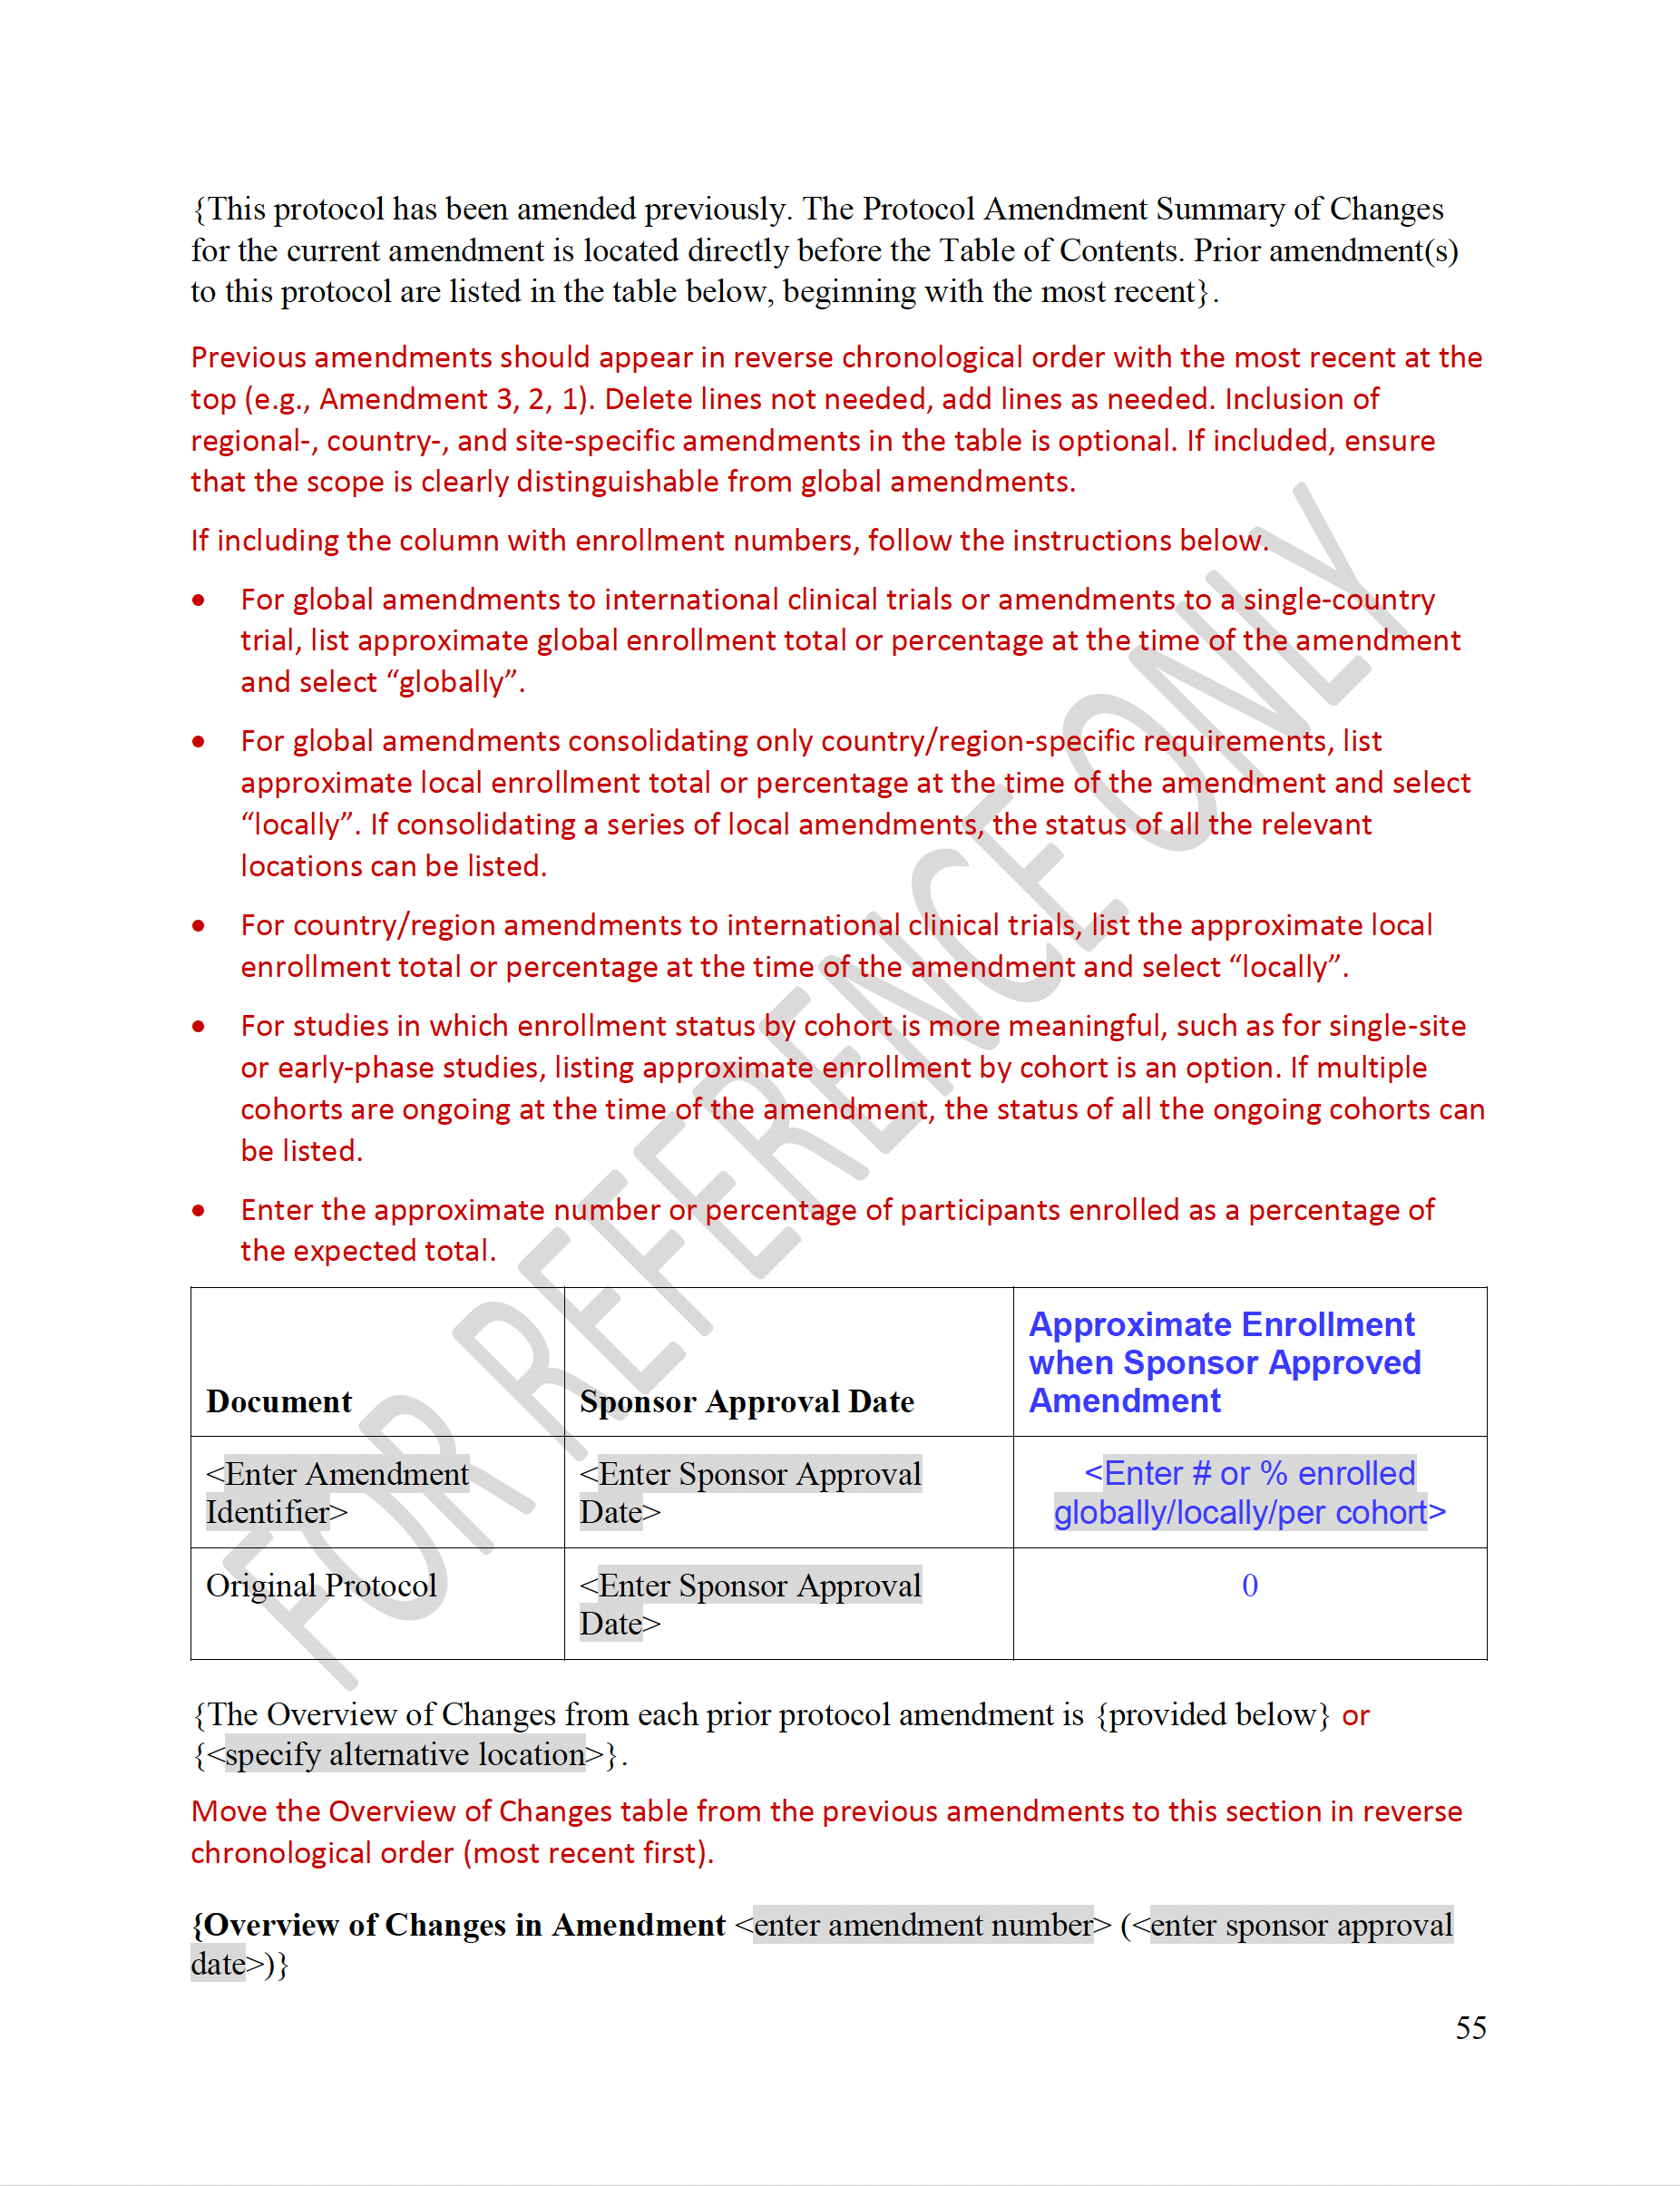 {This protocol has been amended previously. The Protocol Amendment Summary of Changes
for the current amendment is located directly before the Table of Contents. Prior amendment(s)
to this protocol are listed in the table below, beginning with the most recent}.
Previous amendments should appear in reverse chronological order with the most recent at the
top (e.g., Amendment 3, 2, 1). Delete lines not needed, add lines as needed. Inclusion of
regional-, country-, and site-specific amendments in the table is optional. If included, ensure
that the scope is clearly distinguishable from global amendments.
If including the column with enrollment numbers, follow the instructions below.
• For global amendments to international clinical trials or amendments to a single-country
trial, list approximate global enrollment total or percentage at the time of the amendment
and select “globally”.
• For global amendments consolidating only country/region-specific requirements, list
approximate local enrollment total or percentage at the time of the amendment and select
“locally”. If consolidating a series of local amendments, the status of all the relevant
locations can be listed.
• For country/region amendments to international clinical trials, list the approximate local
enrollment total or percentage at the time of the amendment and select “locally”.
• For studies in which enrollment status by cohort is more meaningful, such as for single-site
or early-phase studies, listing approximate enrollment by cohort is an option. If multiple
cohorts are ongoing at the time of the amendment, the status of all the ongoing cohorts can
be listed.
• Enter the approximate number or percentage of participants enrolled as a percentage of
the expected total.
Document
Sponsor Approval Date
Approximate Enrollment
when Sponsor Approved
Amendment
<Enter Amendment
Identifier>
<Enter Sponsor Approval
Date>
<Enter # or % enrolled
globally/locally/per cohort>
Original Protocol
<Enter Sponsor Approval
Date>
0
{The Overview of Changes from each prior protocol amendment is {provided below} or
{<specify alternative location>}.
Move the Overview of Changes table from the previous amendments to this section in reverse
chronological order (most recent first).
{Overview of Changes in Amendment <enter amendment number> (<enter sponsor approval
date>)}
55
FOR REFERENCE ONLY